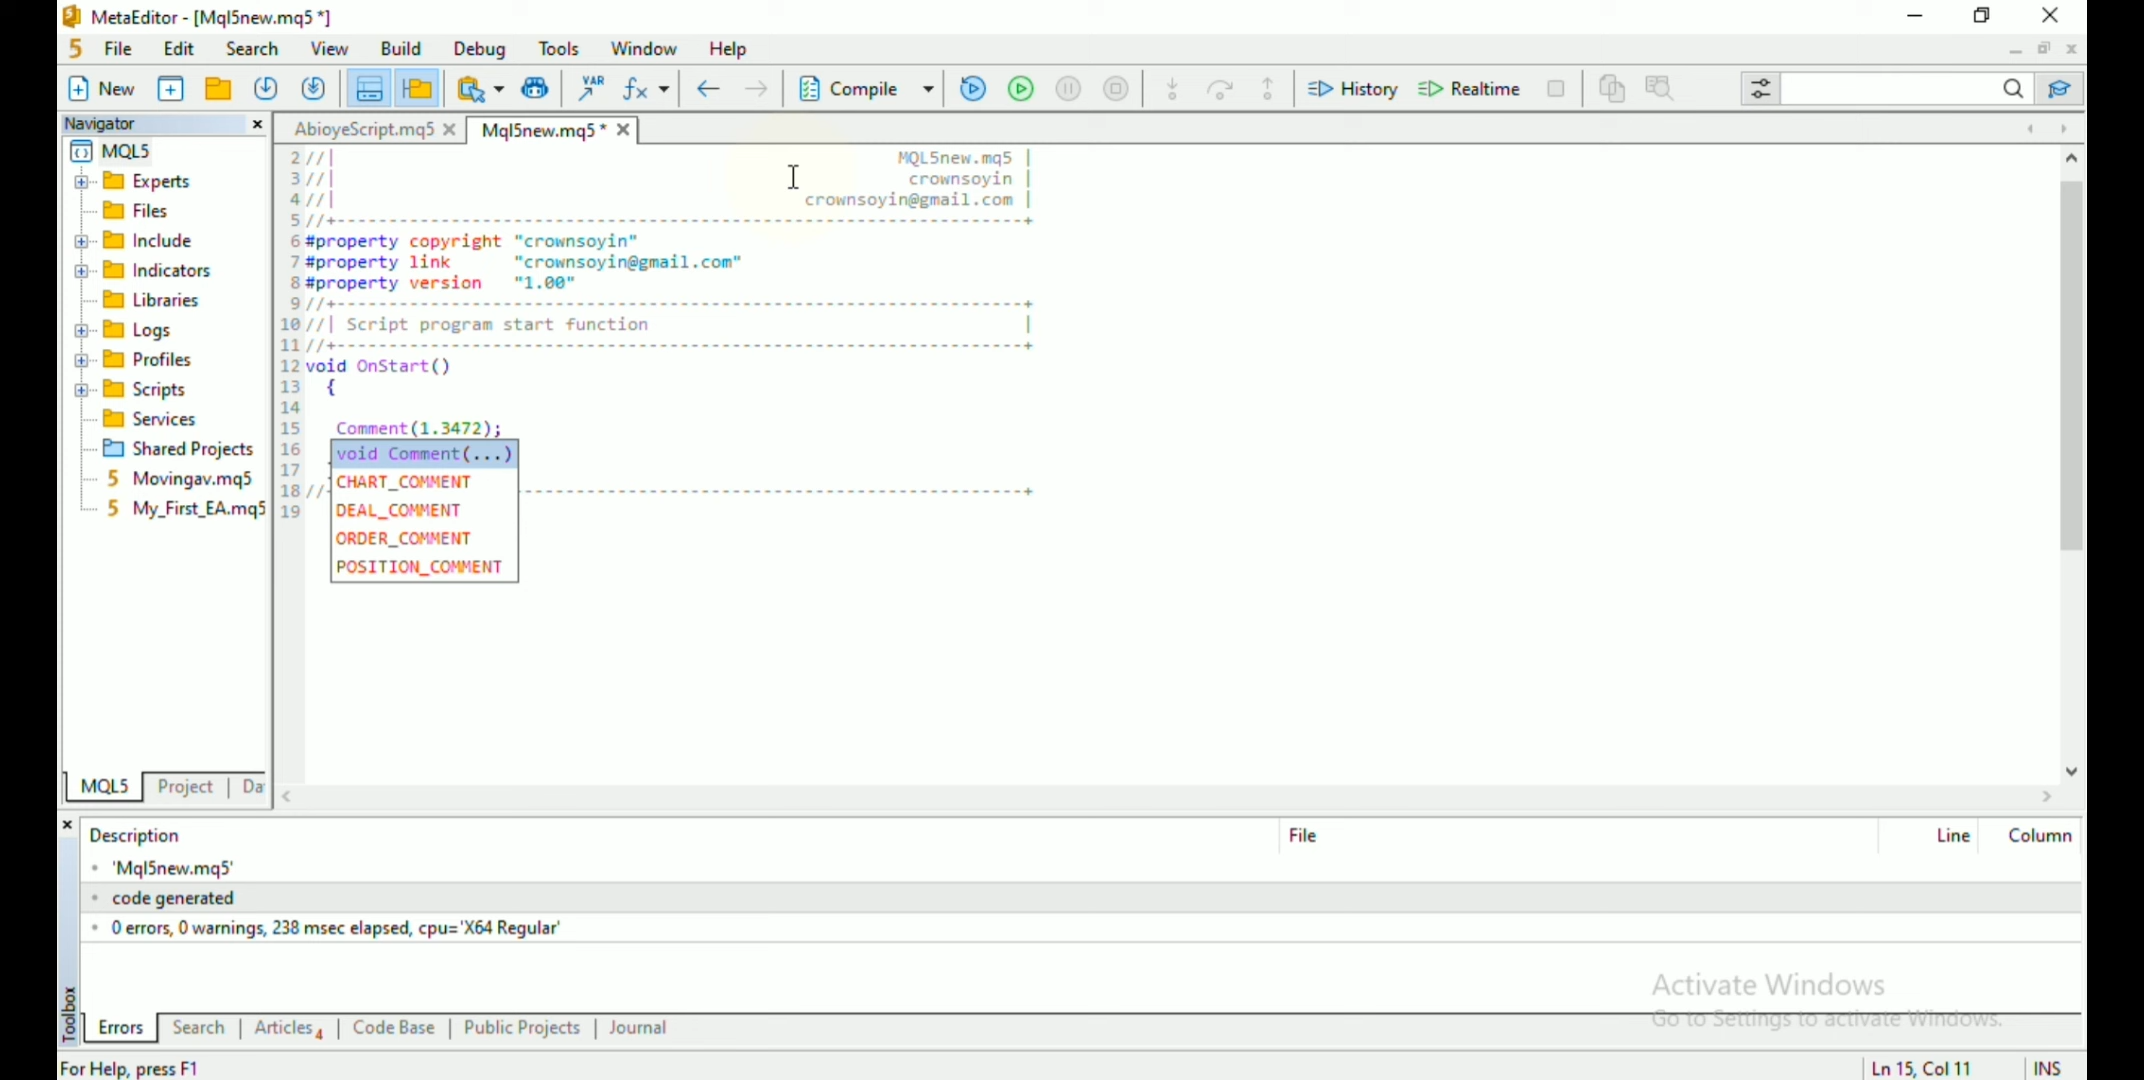 MetaEditor - [Mql5new.mq5 *]
File Edit Search View Build Debug Tools Window Help
New VAR Compile History Realtime
Navigator
AbioyeScript.mq5 Mql5new.mq5 *
MQL5
Experts
Files
Include
Indicators
Libraries
Logs
Profiles
Scripts
Services
Shared Projects
5 Movingav.mq5
5 My_First_EA.mq5
MQL5 Project Da
2 //| MQL5new.mq5 |
3 //| crownsoyin |
4 //| crownsoyin@gmail.com |
5 //+------------------------------------------------------------------+
6 #property copyright "crownsoyin"
7 #property link "crownsoyin@gmail.com"
8 #property version "1.00"
9 //+------------------------------------------------------------------+
10 //| Script program start function |
11 //+------------------------------------------------------------------+
12 void OnStart()
13 {
14
15 Comment(1.3472);
16
17
18 //------------------------------------------------+
19
void Comment(...)
CHART_COMMENT
DEAL_COMMENT
ORDER_COMMENT
POSITION_COMMENT
Description File Line Column
'Mql5new.mq5'
code generated
0 errors, 0 warnings, 238 msec elapsed, cpu='X64 Regular'
Toolbox
Errors Search Articles 4 Code Base Public Projects Journal
Activate Windows
Go to Settings to activate Windows.
For Help, press F1 Ln 15, Col 11 INS